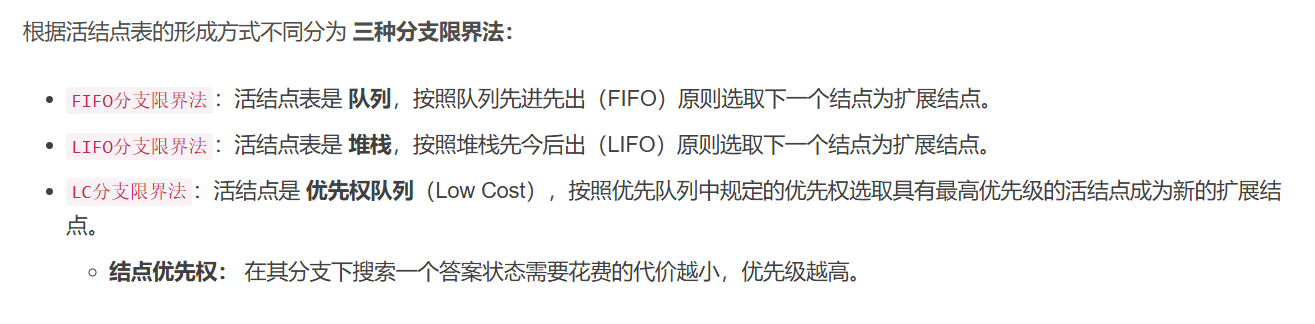 根据活结点表的形成方式不同分为 三种分支限界法：
• FIFO分支限界法：活结点表是 队列，按照队列先进先出（FIFO）原则选取下一个结点为扩展结点。
• LIFO分支限界法：活结点表是 堆栈，按照堆栈先今后出（LIFO）原则选取下一个结点为扩展结点。
• LC分支限界法：活结点是 优先权队列（Low Cost），按照优先队列中规定的优先权选取具有最高优先级的活结点成为新的扩展结
点。
◦ 结点优先权： 在其分支下搜索一个答案状态需要花费的代价越小，优先级越高。